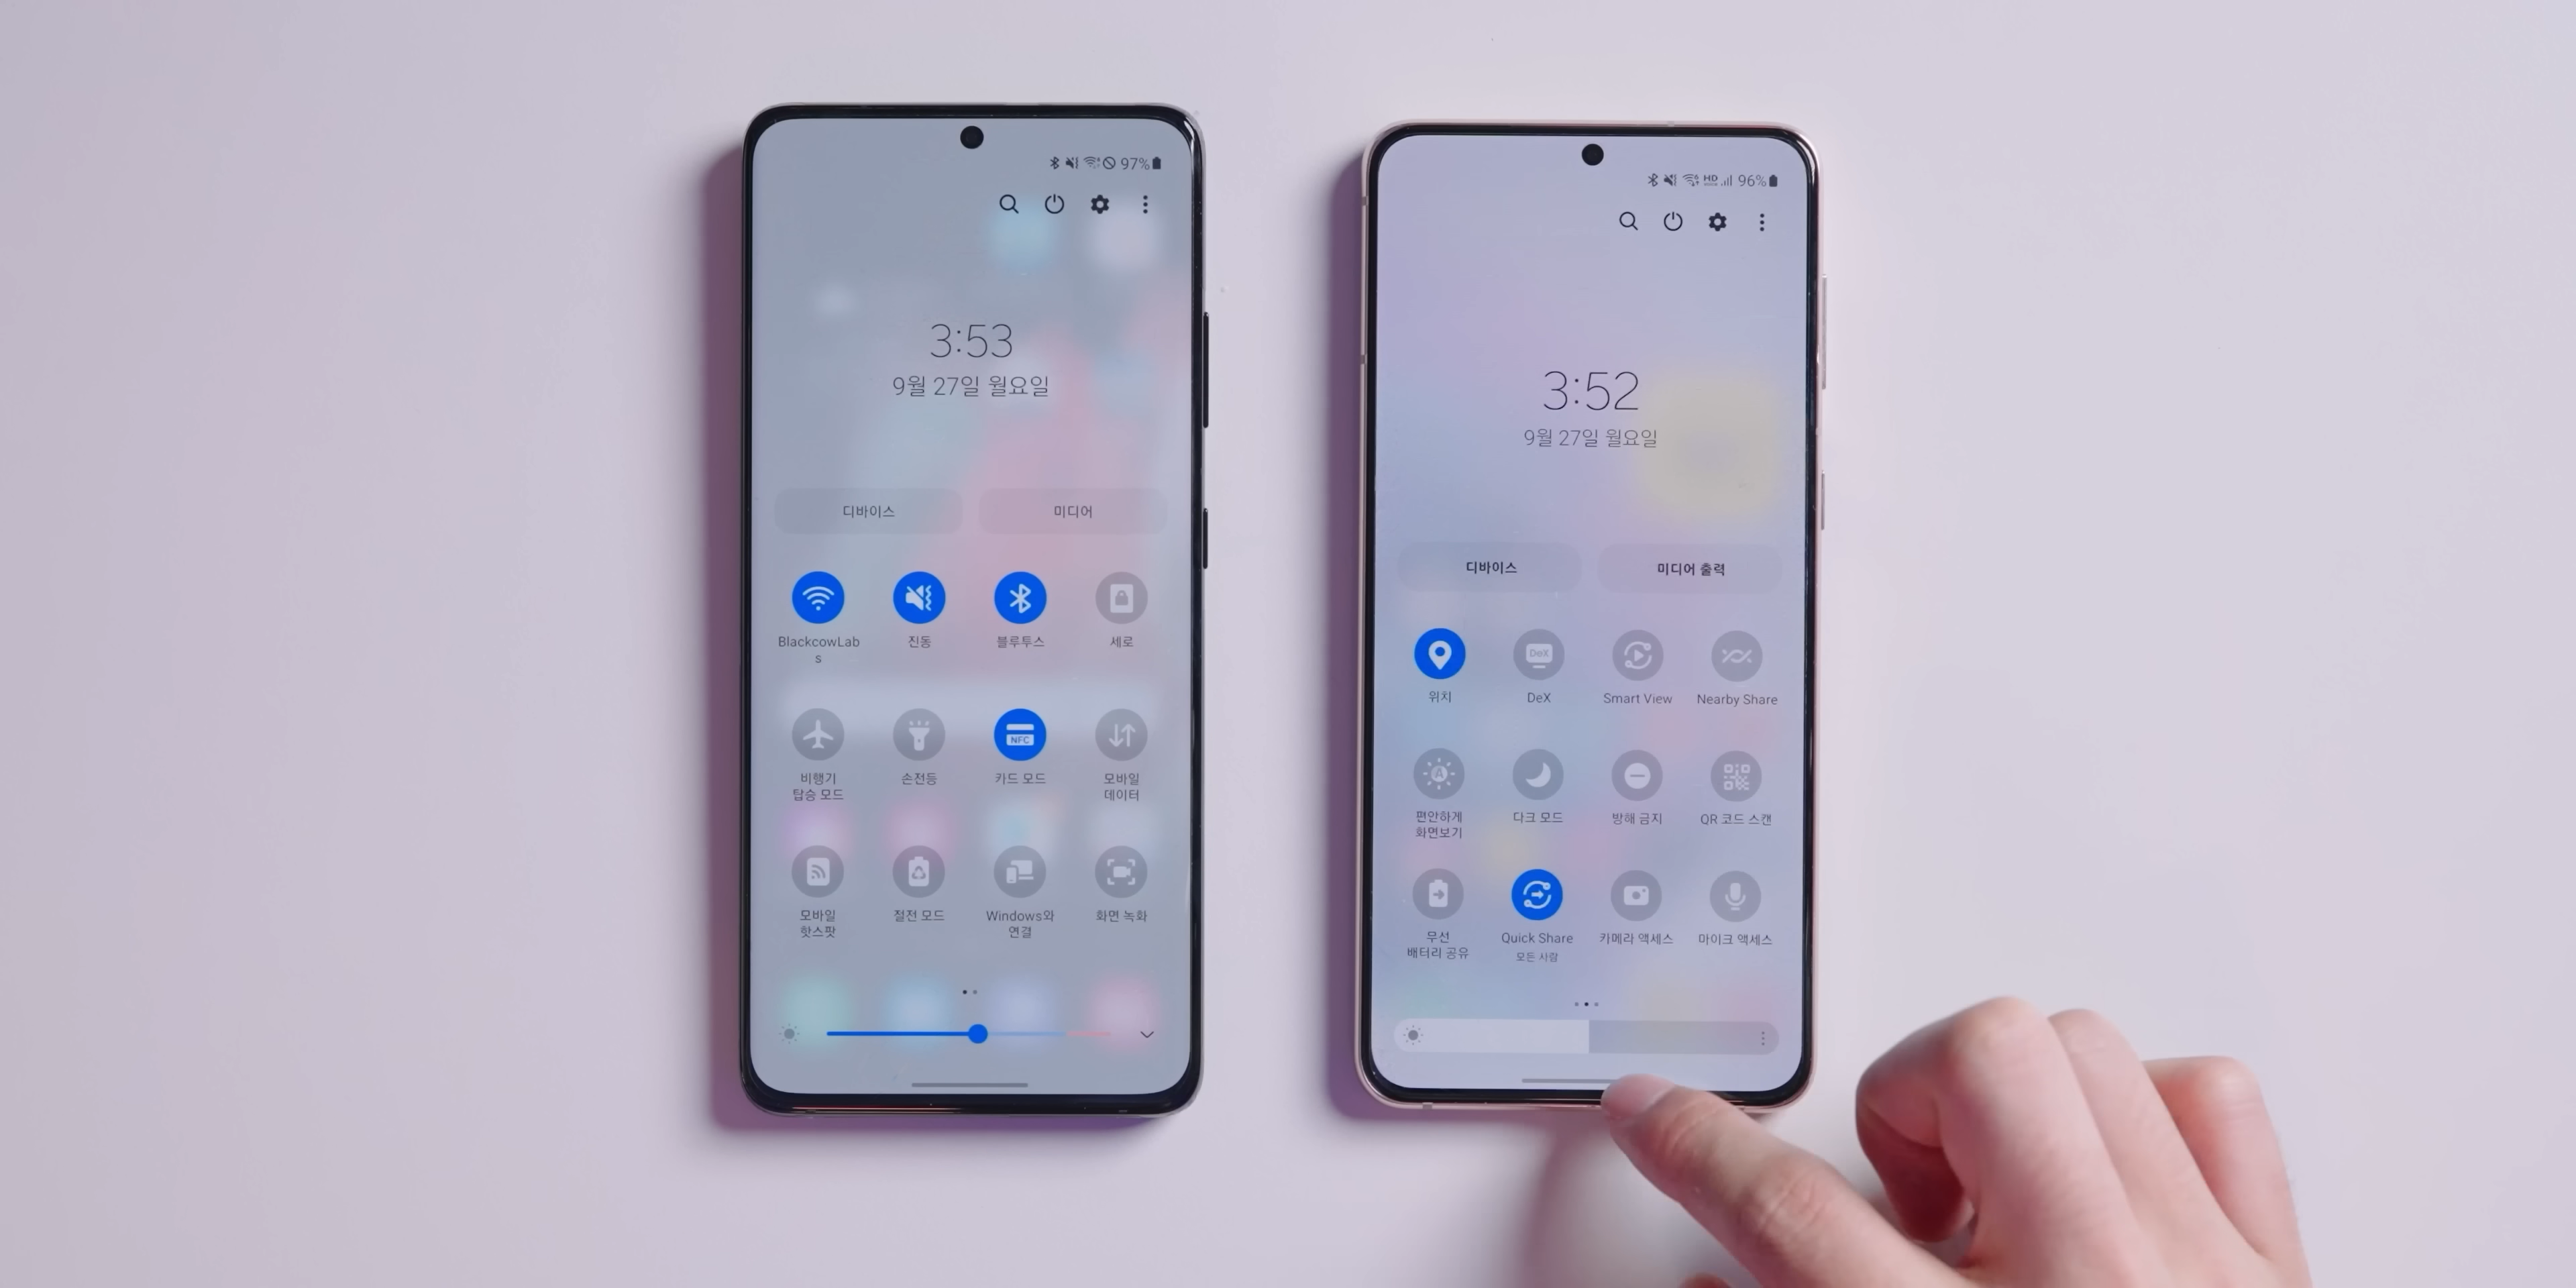 97%
3:53
9월 27일 월요일
디바이스 미디어
BlackcowLab
s
진동
블루투스
세로
비행기
탑승 모드
손전등
NFC
카드 모드
모바일
데이터
모바일
핫스팟
절전 모드
Windows와
연결
화면 녹화
HD 96%
3:52
9월 27일 월요일
디바이스 미디어 출력
위치
DeX
DeX
Smart View
Nearby Share
A
편안하게
화면보기
다크 모드
방해 금지
QR 코드 스캔
무선
배터리 공유
Quick Share
모든 사람
카메라 액세스
마이크 액세스